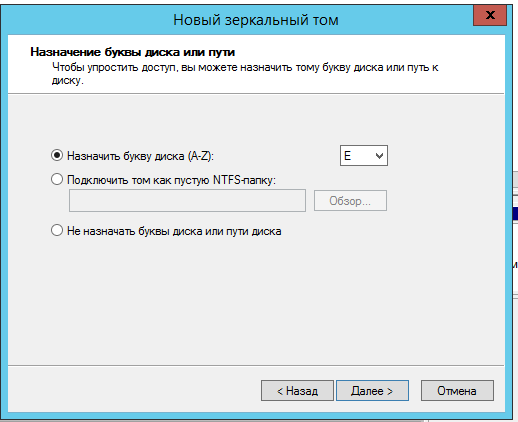 Новый зеркальный том
x
Назначение буквы диска или пути
Чтобы упростить доступ, вы можете назначить тому букву диска или путь к
диску.
Назначить букву диска (A-Z):
E
Подключить том как пустую NTFS-папку:
Обзор...
Не назначать буквы диска или пути диска
< Назад
Далее >
Отмена
м